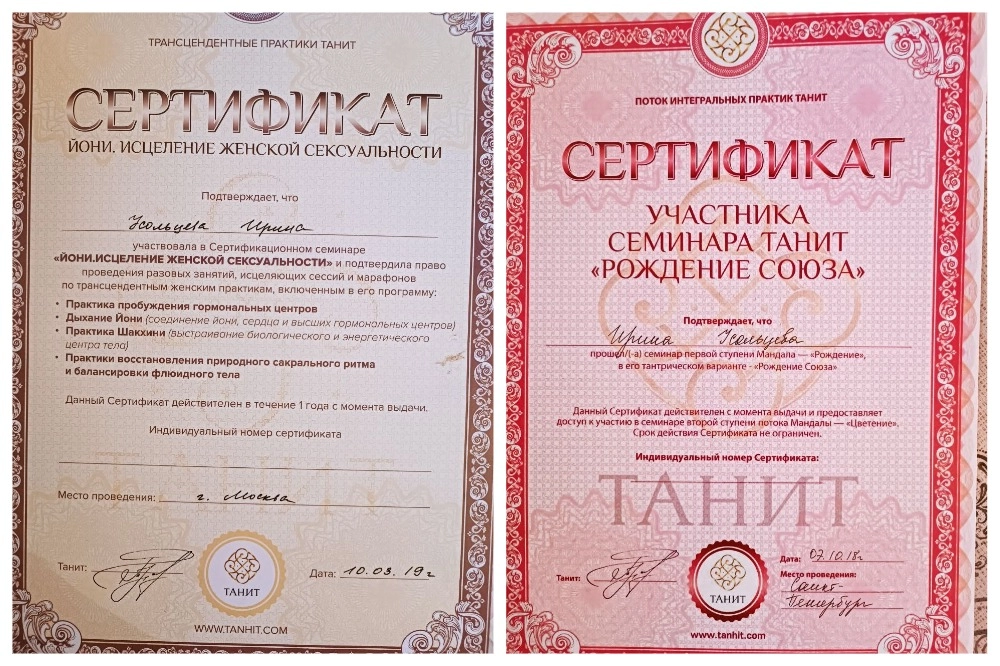 ТРАНСЦЕНДЕНТНЫЕ ПРАКТИКИ ТАНИТ
СЕРТИФИКАТ
ЙОНИ. ИСЦЕЛЕНИЕ ЖЕНСКОЙ СЕКСУАЛЬНОСТИ
Подтверждает, что
Усольцева Ирина
участвовала в Сертификационном семинаре
«ЙОНИ.ИСЦЕЛЕНИЕ ЖЕНСКОЙ СЕКСУАЛЬНОСТИ» и подтвердила право
проведения разовых занятий, исцеляющих сессий и марафонов
по трансцендентным женским практикам, включенным в его программу:
• Практика пробуждения гормональных центров
• Дыхание Йони (соединение йони, сердца и высших гормональных центров)
• Практика Шакхини (выстраивание биологического и энергетического
центра тела)
• Практики восстановления природного сакрального ритма
и балансировки флюидного тела
Данный Сертификат действителен в течение 1 года с момента выдачи.
Индивидуальный номер сертификата
ТАНИТ
Место проведения: г. Москва
Танит:
ТАНИТ
Дата: 10.03.19г
WWW.TANHIT.COM
ПОТОК ИНТЕГРАЛЬНЫХ ПРАКТИК ТАНИТ
СЕРТИФИКАТ
УЧАСТНИКА
СЕМИНАРА ТАНИТ
«РОЖДЕНИЕ СОЮЗА»
Подтверждает, что
Ирина Усольцева
прошел/(-а) семинар первой ступени Мандала — «Рождение»,
в его тантрическом варианте - «Рождение Союза»
Данный Сертификат действителен с момента выдачи и предоставляет
доступ к участию в семинаре второй ступени потока Мандалы — «Цветение».
Срок действия Сертификата не ограничен.
Индивидуальный номер Сертификата:
ТАНИТ
Танит:
ТАНИТ
Дата: 07.10.18г
Место проведения:
Санкт-
Петербург
www.tanhit.com